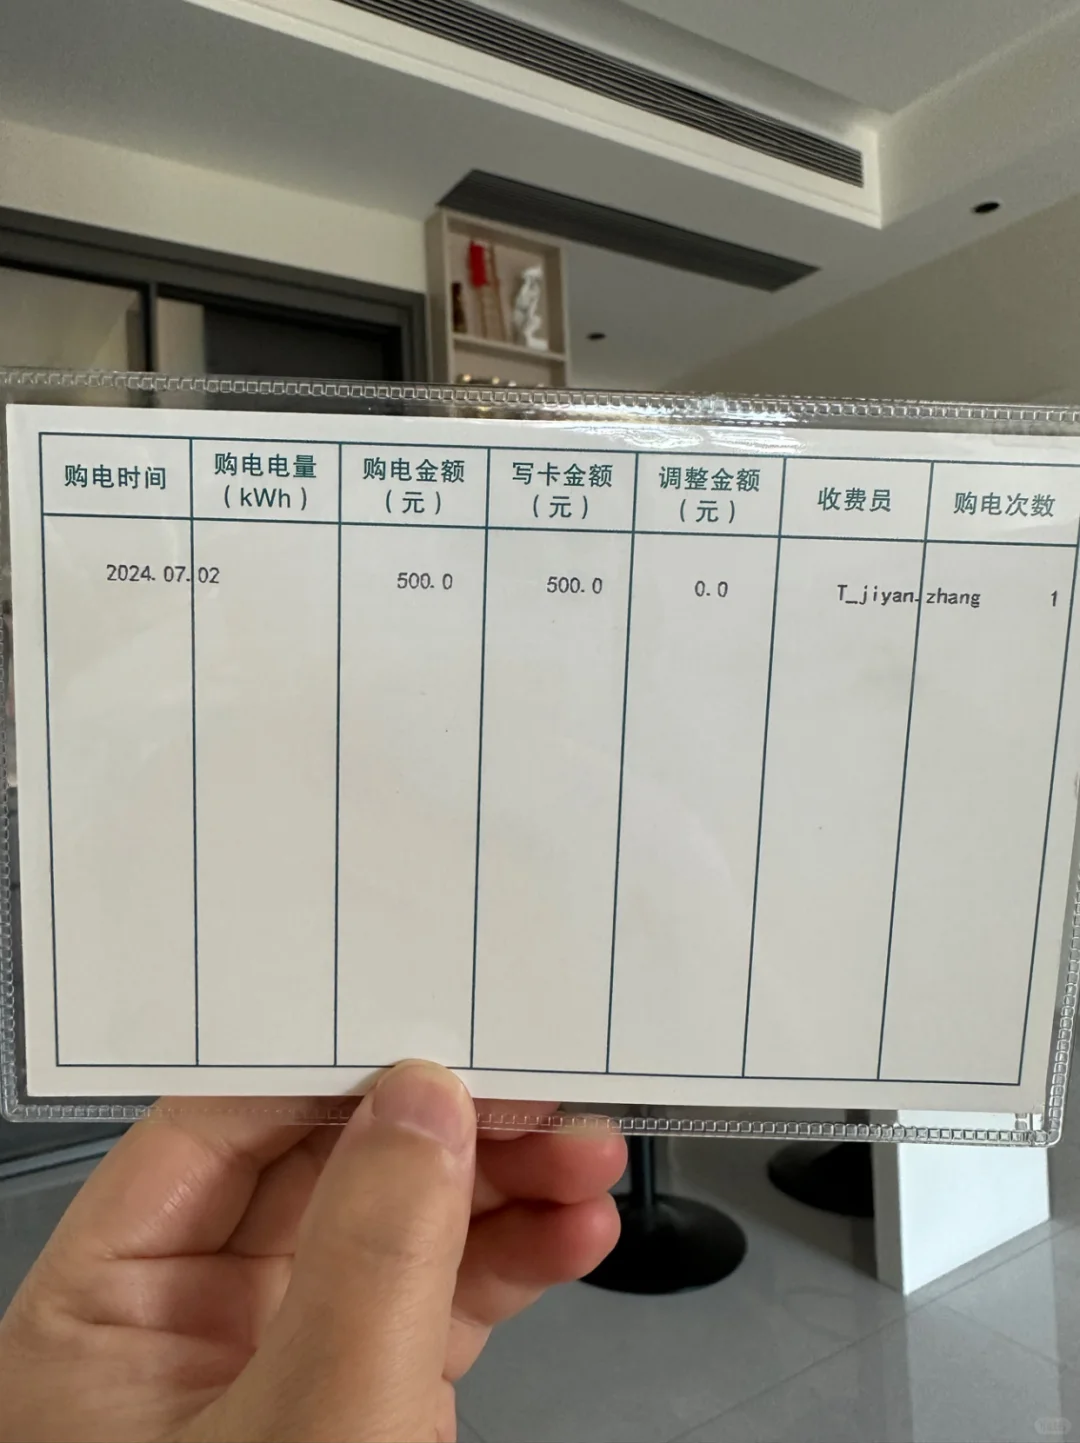 购电时间 购电电量 (kWh) 购电金额 (元) 写卡金额 (元) 调整金额 (元) 收费员 购电次数
2024.07.02 500.0 500.0 0.0 T_jiyan.zhang 1